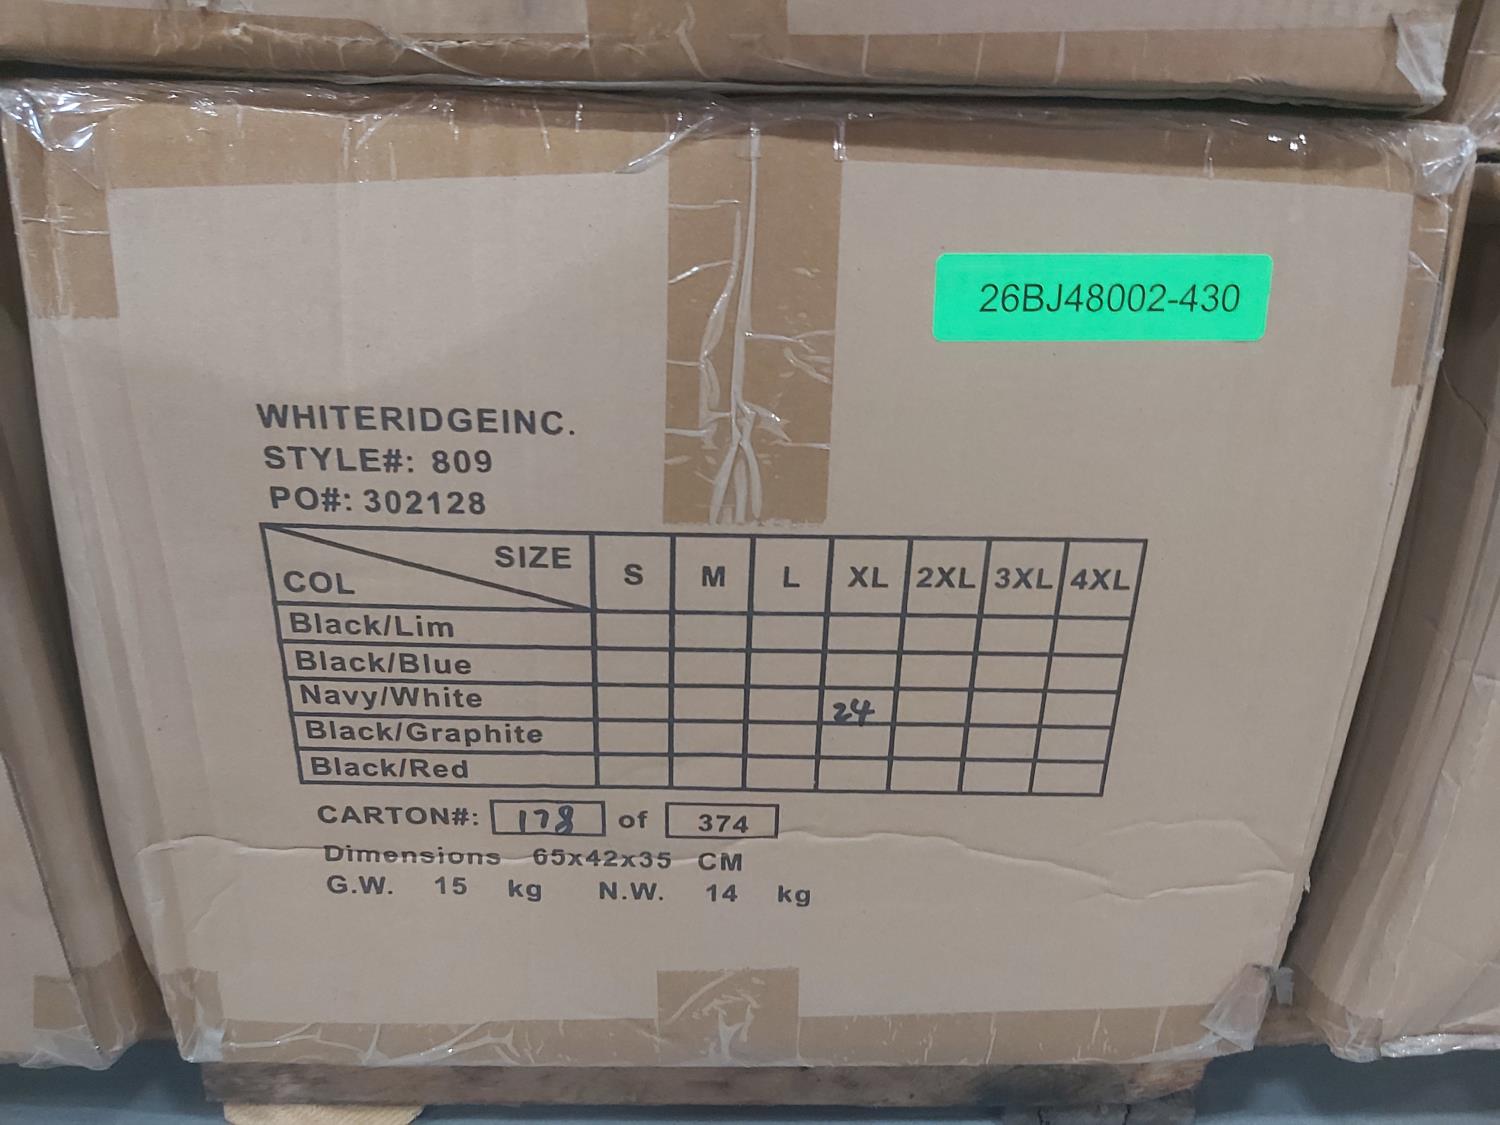 26BJ48002-430
WHITERIDGEINC.
STYLE#: 809
PO#: 302128
SIZE S M L XL 2XL 3XL 4XL
COL
Black/Lim
Black/Blue
Navy/White 24
Black/Graphite
Black/Red
CARTON#: 178 of 374
Dimensions 65x42x35 CM
G.W. 15 kg N.W. 14 kg